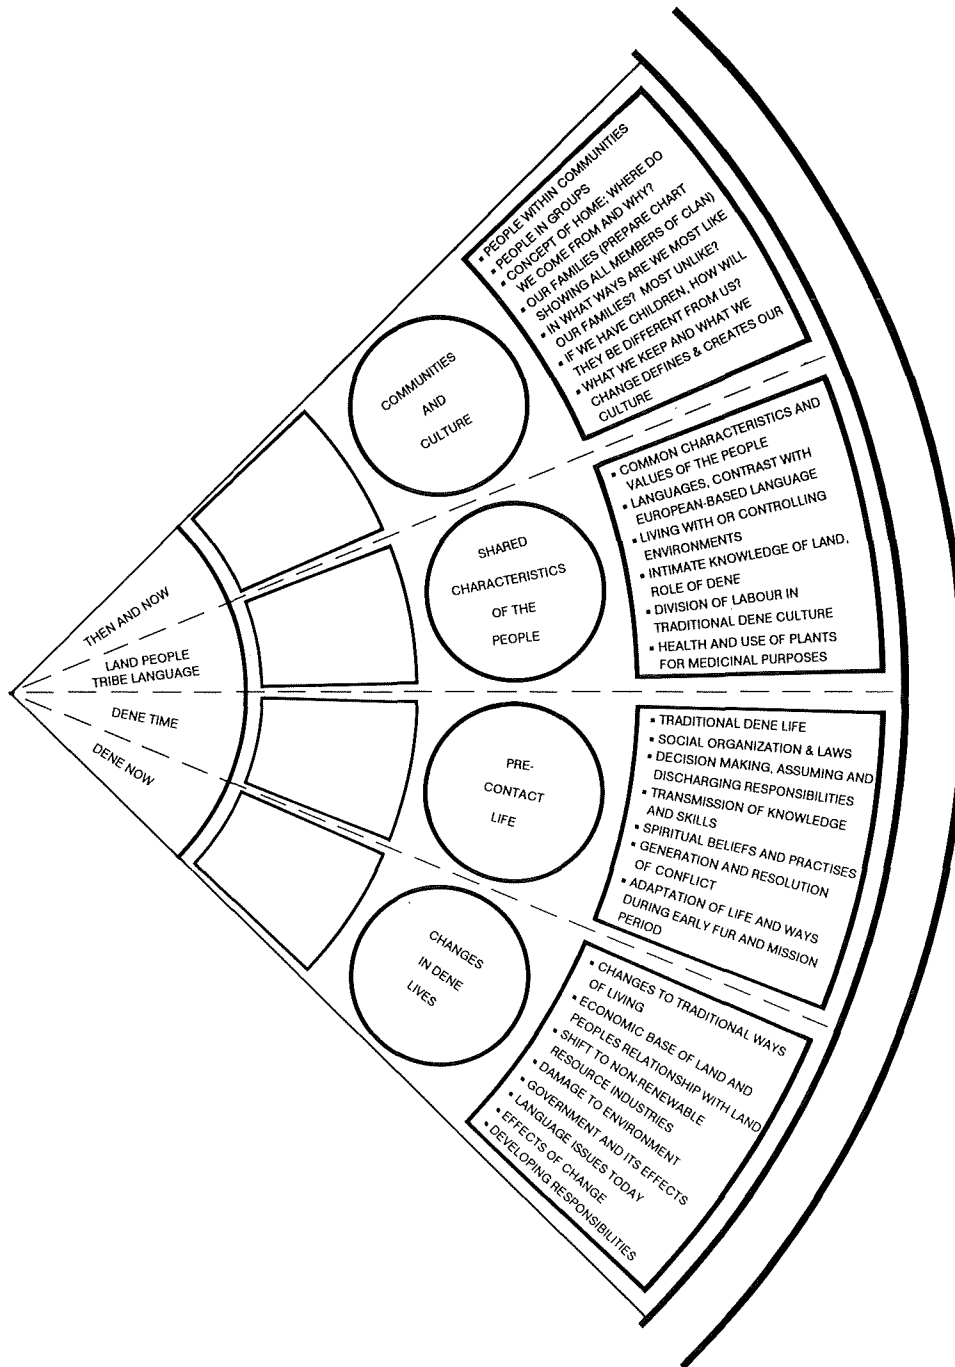 THEN AND NOW
LAND PEOPLE
TRIBE LANGUAGE
DENE TIME
DENE NOW
COMMUNITIES
AND
CULTURE
▪ PEOPLE WITHIN COMMUNITIES
▪ PEOPLE IN GROUPS
▪ CONCEPT OF HOME; WHERE DO
WE COME FROM AND WHY?
▪ OUR FAMILIES (PREPARE CHART
SHOWING ALL MEMBERS OF CLAN)
▪ IN WHAT WAYS ARE WE MOST LIKE
OUR FAMILIES? MOST UNLIKE?
▪ IF WE HAVE CHILDREN, HOW WILL
THEY BE DIFFERENT FROM US?
▪ WHAT WE KEEP AND WHAT WE
CHANGE DEFINES & CREATES OUR
CULTURE
SHARED
CHARACTERISTICS
OF THE
PEOPLE
▪ COMMON CHARACTERISTICS AND
VALUES OF THE PEOPLE
▪ LANGUAGES, CONTRAST WITH
EUROPEAN-BASED LANGUAGE
▪ LIVING WITH OR CONTROLLING
ENVIRONMENTS
▪ INTIMATE KNOWLEDGE OF LAND,
ROLE OF DENE
▪ DIVISION OF LABOUR IN
TRADITIONAL DENE CULTURE
▪ HEALTH AND USE OF PLANTS
FOR MEDICINAL PURPOSES
PRE-
CONTACT
LIFE
▪ TRADITIONAL DENE LIFE
▪ SOCIAL ORGANIZATION & LAWS
▪ DECISION MAKING, ASSUMING AND
DISCHARGING RESPONSIBILITIES
▪ TRANSMISSION OF KNOWLEDGE
AND SKILLS
▪ SPIRITUAL BELIEFS AND PRACTISES
▪ GENERATION AND RESOLUTION
OF CONFLICT
▪ ADAPTATION OF LIFE AND WAYS
DURING EARLY FUR AND MISSION
PERIOD
CHANGES
IN DENE
LIVES
▪ CHANGES TO TRADITIONAL WAYS
OF LIVING
▪ ECONOMIC BASE OF LAND AND
PEOPLES RELATIONSHIP WITH LAND
▪ SHIFT TO NON-RENEWABLE
RESOURCE INDUSTRIES
▪ DAMAGE TO ENVIRONMENT
▪ GOVERNMENT AND ITS EFFECTS
▪ LANGUAGE ISSUES TODAY
▪ EFFECTS OF CHANGE
▪ DEVELOPING RESPONSIBILITIES